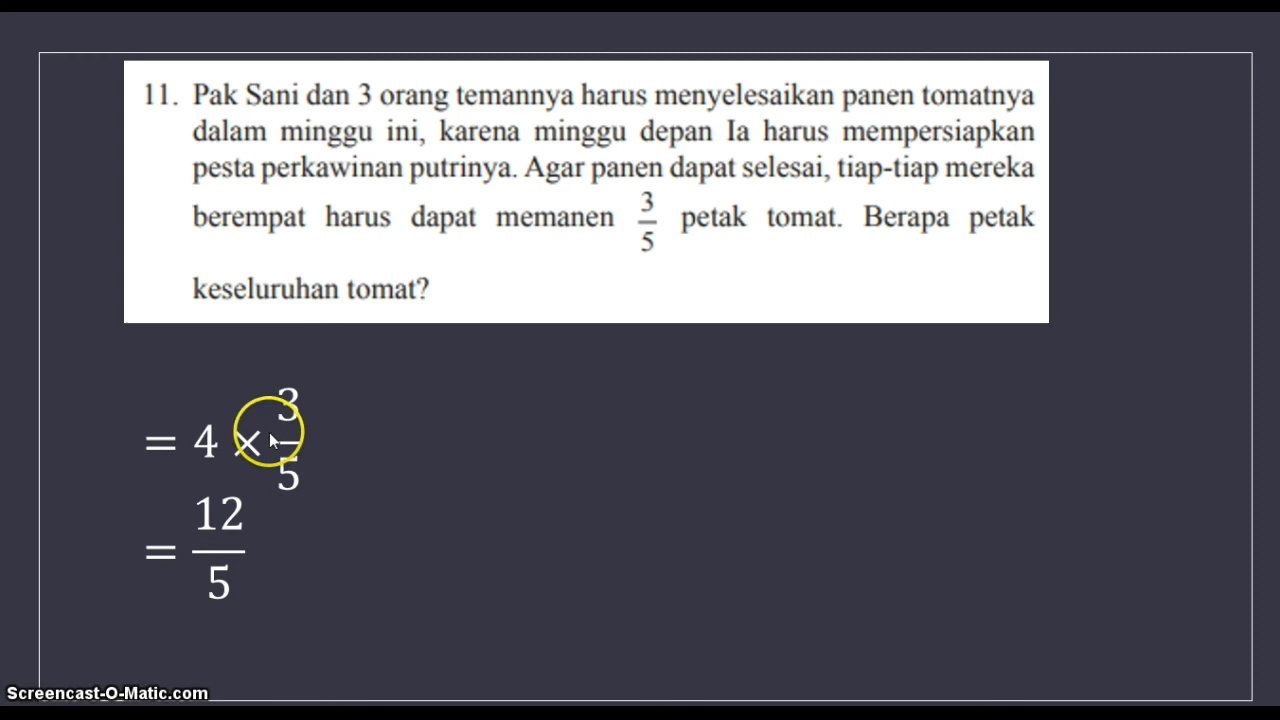 11. Pak Sani dan 3 orang temannya harus menyelesaikan panen tomatnya
dalam minggu ini, karena minggu depan Ia harus mempersiapkan
pesta perkawinan putrinya. Agar panen dapat selesai, tiap-tiap mereka
berempat harus dapat memanen 3/5 petak tomat. Berapa petak
keseluruhan tomat?
= 4 × 3/5
= 12/5
Screencast-O-Matic.com